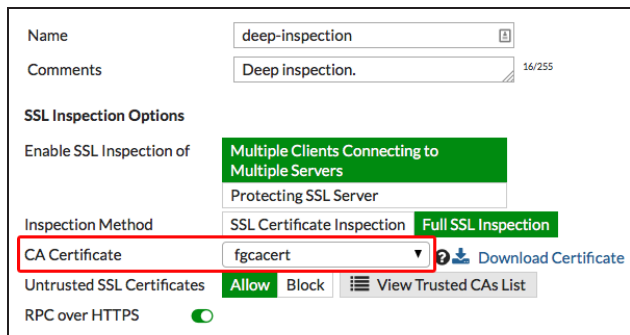 Name deep-inspection
Comments Deep inspection. 16/255
SSL Inspection Options
Enable SSL Inspection of Multiple Clients Connecting to
Multiple Servers
Protecting SSL Server
Inspection Method SSL Certificate Inspection Full SSL Inspection
CA Certificate fgcacert Download Certificate
Untrusted SSL Certificates Allow Block View Trusted CAs List
RPC over HTTPS